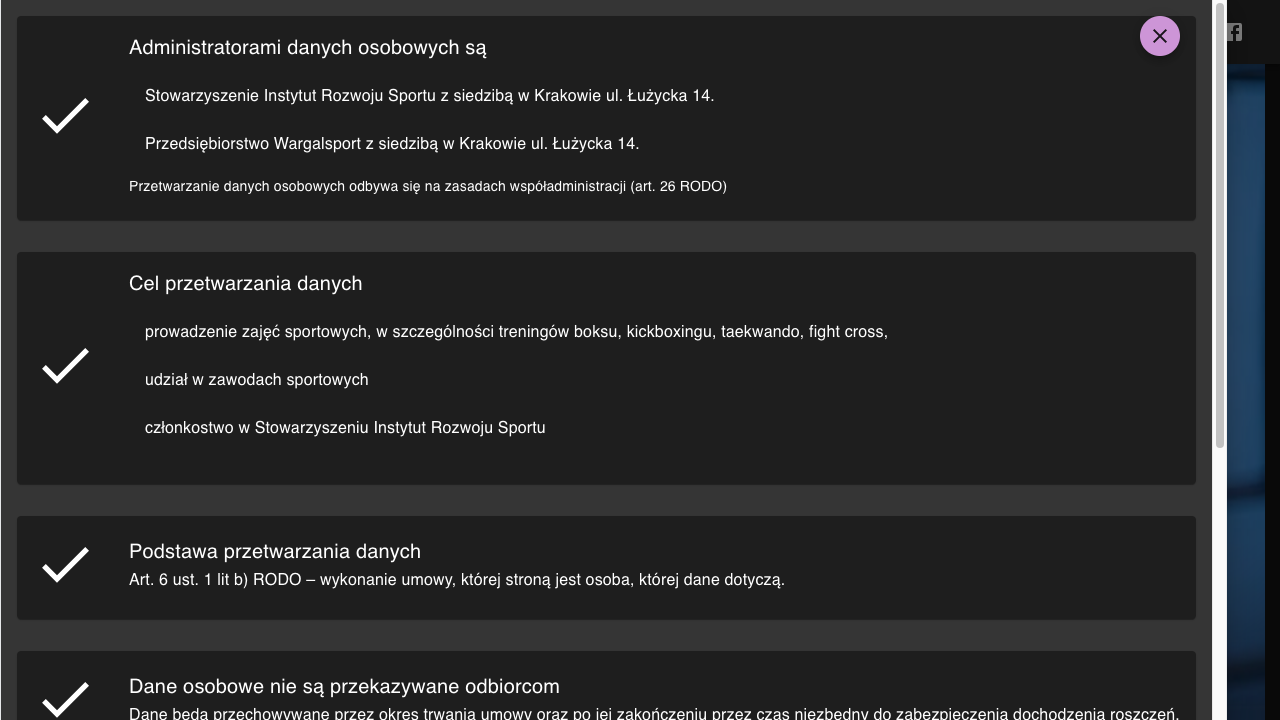 Administratorami danych osobowych są
Stowarzyszenie Instytut Rozwoju Sportu z siedzibą w Krakowie ul. Łużycka 14.
Przedsiębiorstwo Wargalsport z siedzibą w Krakowie ul. Łużycka 14.
Przetwarzanie danych osobowych odbywa się na zasadach współadministracji (art. 26 RODO)
Cel przetwarzania danych
prowadzenie zajęć sportowych, w szczególności treningów boksu, kickboxingu, taekwando, fight cross,
udział w zawodach sportowych
członkostwo w Stowarzyszeniu Instytut Rozwoju Sportu
Podstawa przetwarzania danych
Art. 6 ust. 1 lit b) RODO – wykonanie umowy, której stroną jest osoba, której dane dotyczą.
Dane osobowe nie są przekazywane odbiorcom
Dane będą przechowywane przez okres trwania umowy oraz po jej zakończeniu przez czas niezbędny do zabezpieczenia dochodzenia roszczeń.